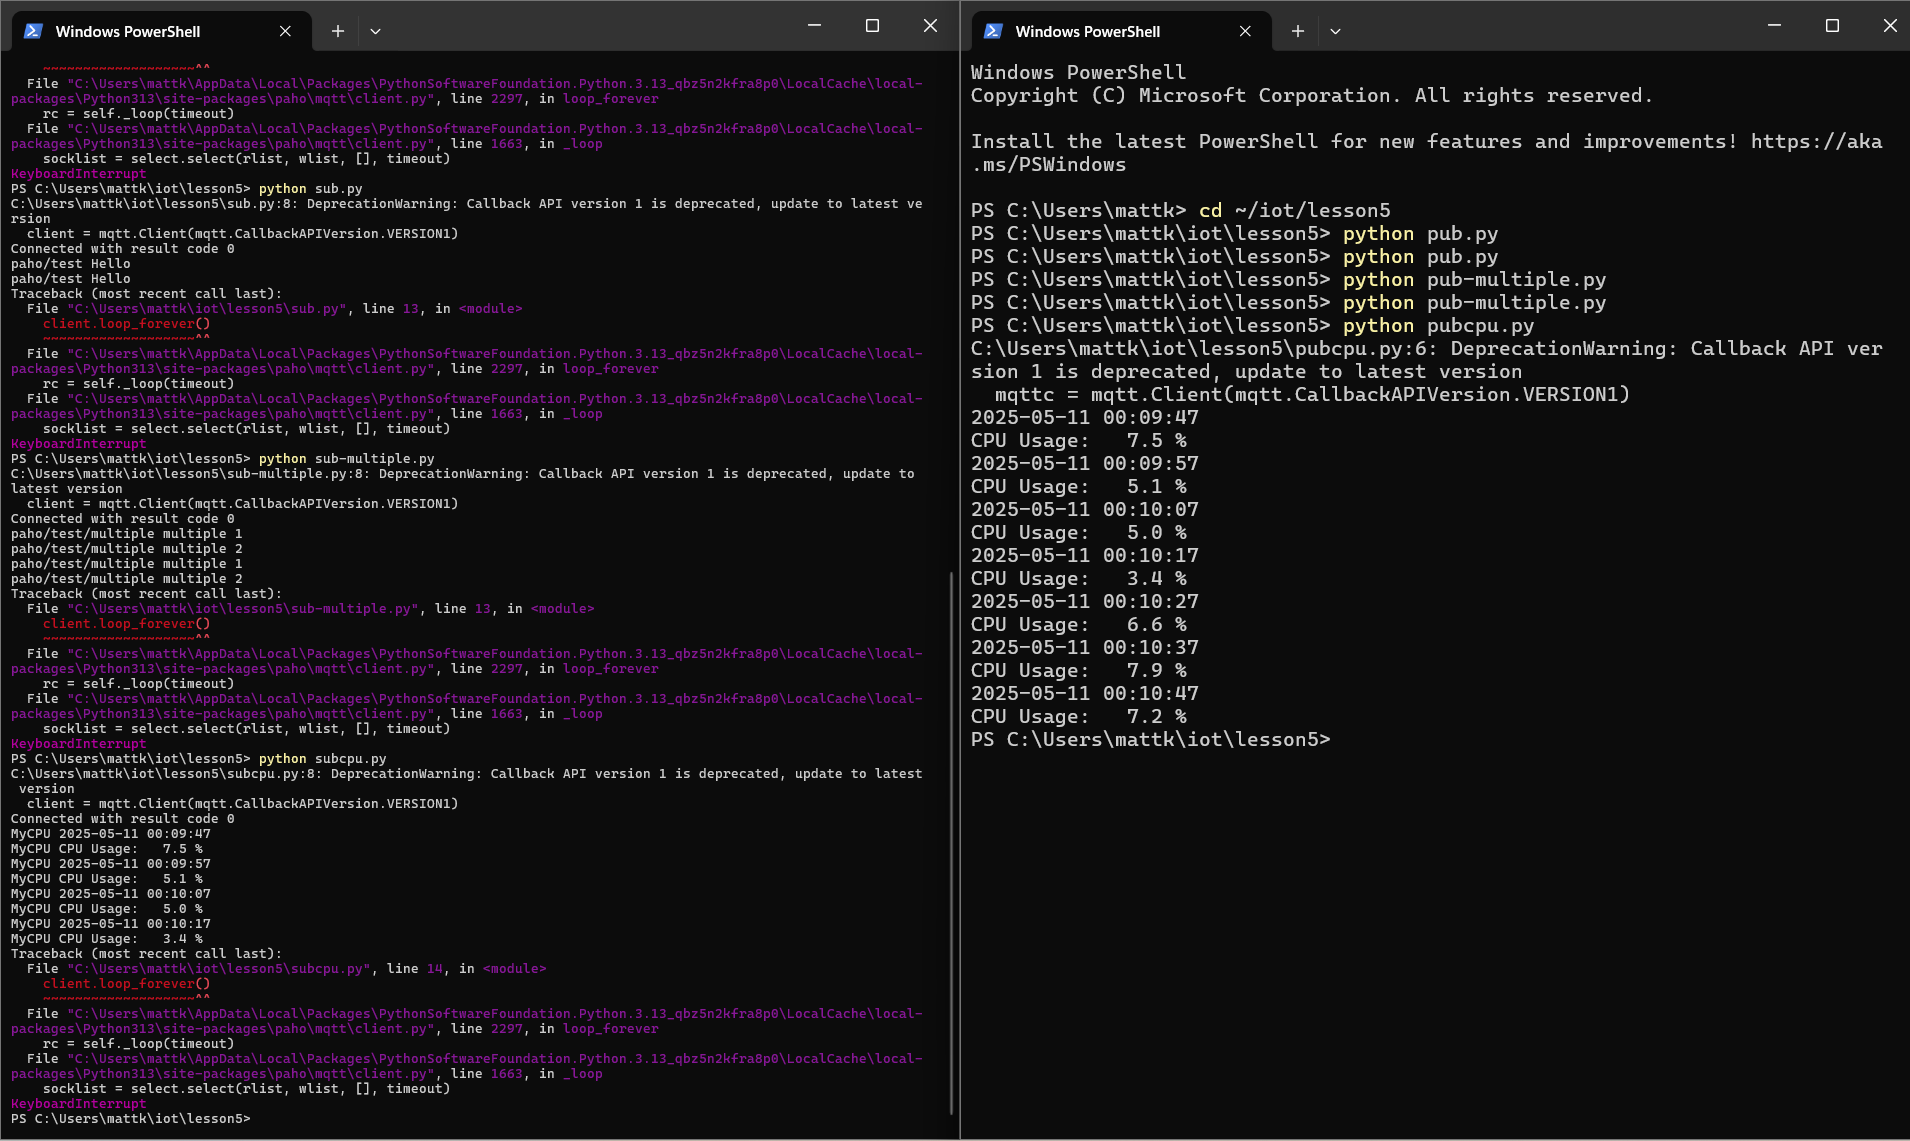 Windows PowerShell
~~~~~~~~~~~~~~~~~~~^^
  File "C:\Users\mattk\AppData\Local\Packages\PythonSoftwareFoundation.Python.3.13_qbz5n2kfra8p0\LocalCache\local-
packages\Python313\site-packages\paho\mqtt\client.py", line 2297, in loop_forever
    rc = self._loop(timeout)
  File "C:\Users\mattk\AppData\Local\Packages\PythonSoftwareFoundation.Python.3.13_qbz5n2kfra8p0\LocalCache\local-
packages\Python313\site-packages\paho\mqtt\client.py", line 1663, in _loop
    socklist = select.select(rlist, wlist, [], timeout)
KeyboardInterrupt
PS C:\Users\mattk\iot\lesson5> python sub.py
C:\Users\mattk\iot\lesson5\sub.py:8: DeprecationWarning: Callback API version 1 is deprecated, update to latest ve
rsion
  client = mqtt.Client(mqtt.CallbackAPIVersion.VERSION1)
Connected with result code 0
paho/test Hello
paho/test Hello
Traceback (most recent call last):
  File "C:\Users\mattk\iot\lesson5\sub.py", line 13, in <module>
    client.loop_forever()
    ~~~~~~~~~~~~~~~~~~~^^
  File "C:\Users\mattk\AppData\Local\Packages\PythonSoftwareFoundation.Python.3.13_qbz5n2kfra8p0\LocalCache\local-
packages\Python313\site-packages\paho\mqtt\client.py", line 2297, in loop_forever
    rc = self._loop(timeout)
  File "C:\Users\mattk\AppData\Local\Packages\PythonSoftwareFoundation.Python.3.13_qbz5n2kfra8p0\LocalCache\local-
packages\Python313\site-packages\paho\mqtt\client.py", line 1663, in _loop
    socklist = select.select(rlist, wlist, [], timeout)
KeyboardInterrupt
PS C:\Users\mattk\iot\lesson5> python sub-multiple.py
C:\Users\mattk\iot\lesson5\sub-multiple.py:8: DeprecationWarning: Callback API version 1 is deprecated, update to 
latest version
  client = mqtt.Client(mqtt.CallbackAPIVersion.VERSION1)
Connected with result code 0
paho/test/multiple multiple 1
paho/test/multiple multiple 2
paho/test/multiple multiple 1
paho/test/multiple multiple 2
Traceback (most recent call last):
  File "C:\Users\mattk\iot\lesson5\sub-multiple.py", line 13, in <module>
    client.loop_forever()
    ~~~~~~~~~~~~~~~~~~~^^
  File "C:\Users\mattk\AppData\Local\Packages\PythonSoftwareFoundation.Python.3.13_qbz5n2kfra8p0\LocalCache\local-
packages\Python313\site-packages\paho\mqtt\client.py", line 2297, in loop_forever
    rc = self._loop(timeout)
  File "C:\Users\mattk\AppData\Local\Packages\PythonSoftwareFoundation.Python.3.13_qbz5n2kfra8p0\LocalCache\local-
packages\Python313\site-packages\paho\mqtt\client.py", line 1663, in _loop
    socklist = select.select(rlist, wlist, [], timeout)
KeyboardInterrupt
PS C:\Users\mattk\iot\lesson5> python subcpu.py
C:\Users\mattk\iot\lesson5\subcpu.py:8: DeprecationWarning: Callback API version 1 is deprecated, update to latest
 version
  client = mqtt.Client(mqtt.CallbackAPIVersion.VERSION1)
Connected with result code 0
MyCPU 2025-05-11 00:09:47
MyCPU CPU Usage:   7.5 %
MyCPU 2025-05-11 00:09:57
MyCPU CPU Usage:   5.1 %
MyCPU 2025-05-11 00:10:07
MyCPU CPU Usage:   5.0 %
MyCPU 2025-05-11 00:10:17
MyCPU CPU Usage:   3.4 %
Traceback (most recent call last):
  File "C:\Users\mattk\iot\lesson5\subcpu.py", line 14, in <module>
    client.loop_forever()
    ~~~~~~~~~~~~~~~~~~~^^
  File "C:\Users\mattk\AppData\Local\Packages\PythonSoftwareFoundation.Python.3.13_qbz5n2kfra8p0\LocalCache\local-
packages\Python313\site-packages\paho\mqtt\client.py", line 2297, in loop_forever
    rc = self._loop(timeout)
  File "C:\Users\mattk\AppData\Local\Packages\PythonSoftwareFoundation.Python.3.13_qbz5n2kfra8p0\LocalCache\local-
packages\Python313\site-packages\paho\mqtt\client.py", line 1663, in _loop
    socklist = select.select(rlist, wlist, [], timeout)
KeyboardInterrupt
PS C:\Users\mattk\iot\lesson5>
Windows PowerShell
Windows PowerShell
Copyright (C) Microsoft Corporation. All rights reserved.
Install the latest PowerShell for new features and improvements! https://aka
.ms/PSWindows
PS C:\Users\mattk> cd ~/iot/lesson5
PS C:\Users\mattk\iot\lesson5> python pub.py
PS C:\Users\mattk\iot\lesson5> python pub.py
PS C:\Users\mattk\iot\lesson5> python pub-multiple.py
PS C:\Users\mattk\iot\lesson5> python pub-multiple.py
PS C:\Users\mattk\iot\lesson5> python pubcpu.py
C:\Users\mattk\iot\lesson5\pubcpu.py:6: DeprecationWarning: Callback API ver
sion 1 is deprecated, update to latest version
  mqttc = mqtt.Client(mqtt.CallbackAPIVersion.VERSION1)
2025-05-11 00:09:47
CPU Usage:   7.5 %
2025-05-11 00:09:57
CPU Usage:   5.1 %
2025-05-11 00:10:07
CPU Usage:   5.0 %
2025-05-11 00:10:17
CPU Usage:   3.4 %
2025-05-11 00:10:27
CPU Usage:   6.6 %
2025-05-11 00:10:37
CPU Usage:   7.9 %
2025-05-11 00:10:47
CPU Usage:   7.2 %
PS C:\Users\mattk\iot\lesson5>